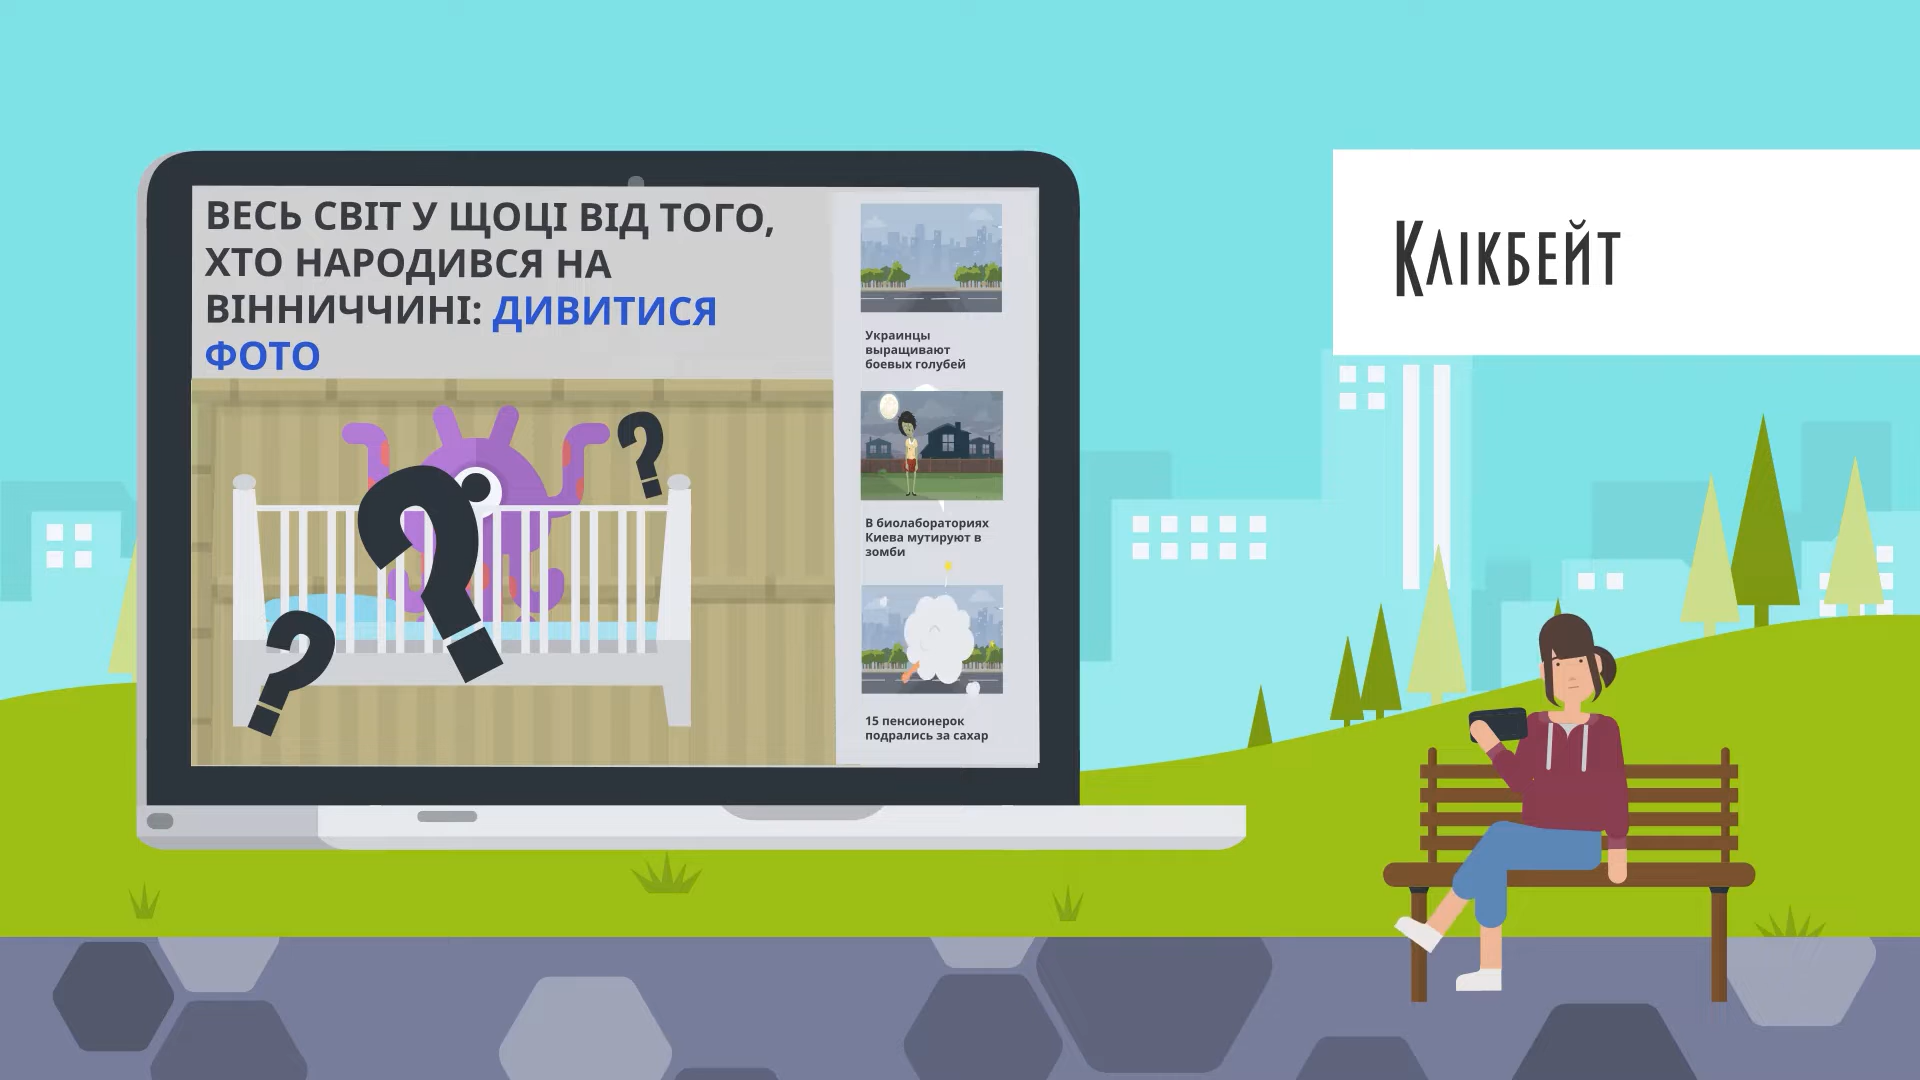 ВЕСЬ СВІТ У ЩОЦІ ВІД ТОГО,
ХТО НАРОДИВСЯ НА
ВІННИЧЧИНІ: ДИВИТИСЯ
ФОТО
Украинцы
выращивают
боевых голубей
В биолабораториях
Киева мутируют в
зомби
15 пенсионерок
подрались за сахар
Клікбейт